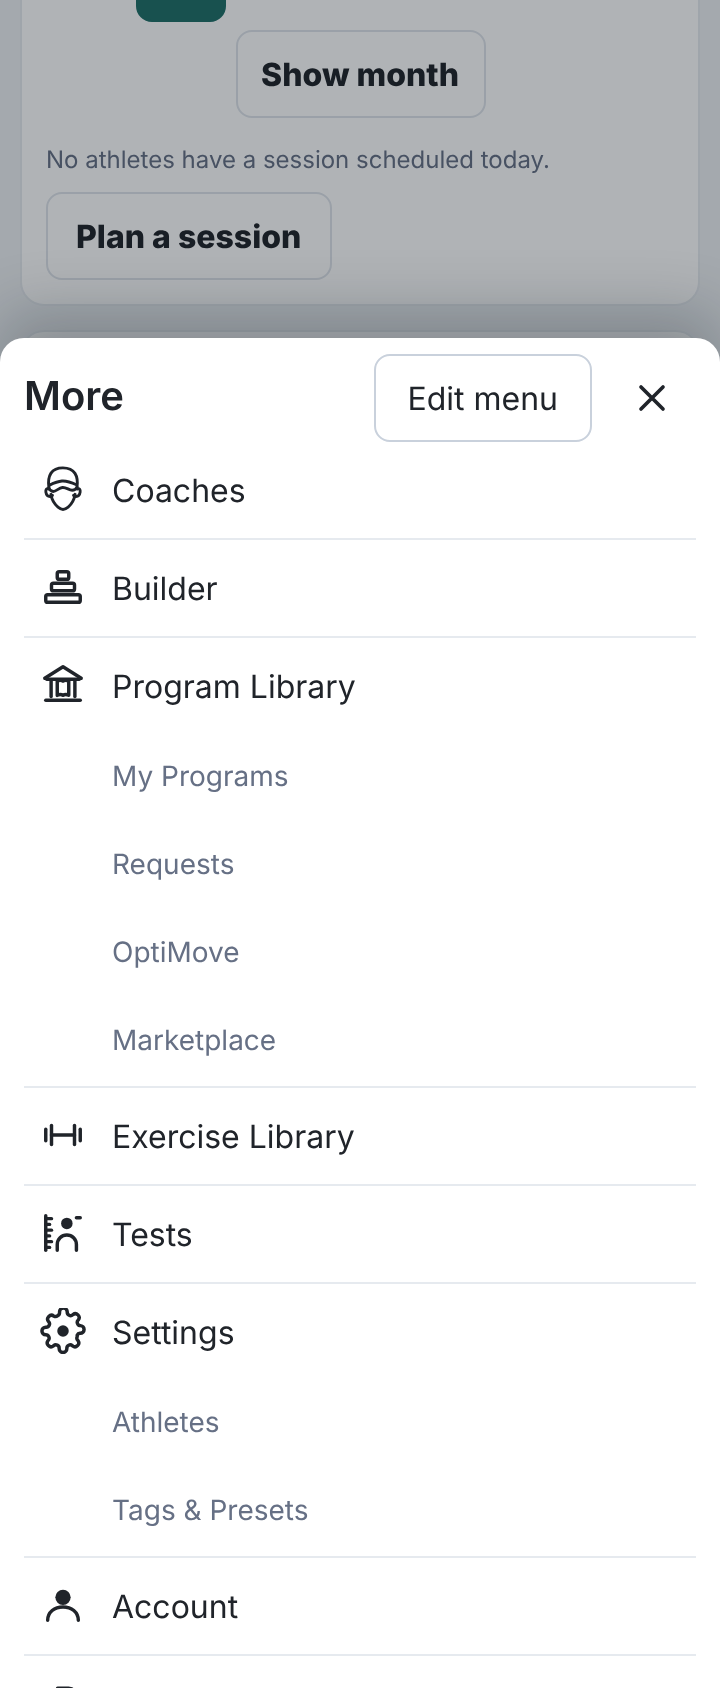 Show month
No athletes have a session scheduled today.
Plan a session
More
Edit menu
Coaches
Builder
Program Library
My Programs
Requests
OptiMove
Marketplace
Exercise Library
Tests
Settings
Athletes
Tags & Presets
Account